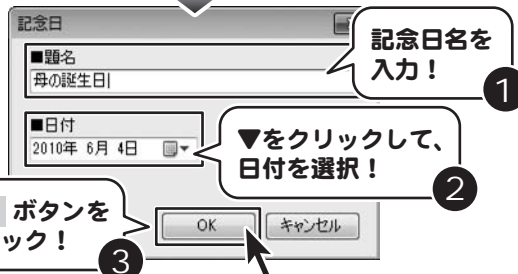 記念日
■題名
母の誕生日
記念日名を
入力！
1
■日付
2010年 6月 4日
▼をクリックして、
日付を選択！
2
ボタンを
ック！
3
OK
キャンセル